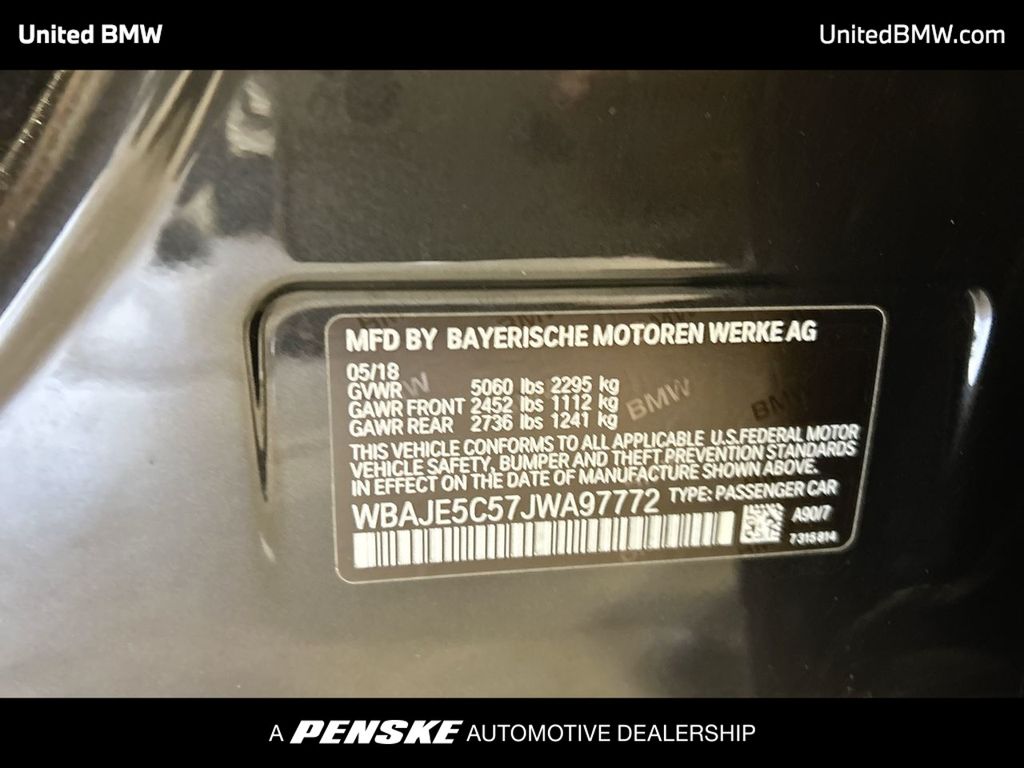 United BMW
UnitedBMW.com
MFD BY BAYERISCHE MOTOREN WERKE AG
05/18
GVWR 5060 lbs 2295 kg
GAWR FRONT 2452 lbs 1112 kg
GAWR REAR 2736 lbs 1241 kg
THIS VEHICLE CONFORMS TO ALL APPLICABLE U.S.FEDERAL MOTOR
VEHICLE SAFETY, BUMPER AND THEFT PREVENTION STANDARDS
IN EFFECT ON THE DATE OF MANUFACTURE SHOWN ABOVE.
WBAJE5C57JWA97772 TYPE: PASSENGER CAR
A90/7
7315814
BMW
A PENSKE AUTOMOTIVE DEALERSHIP